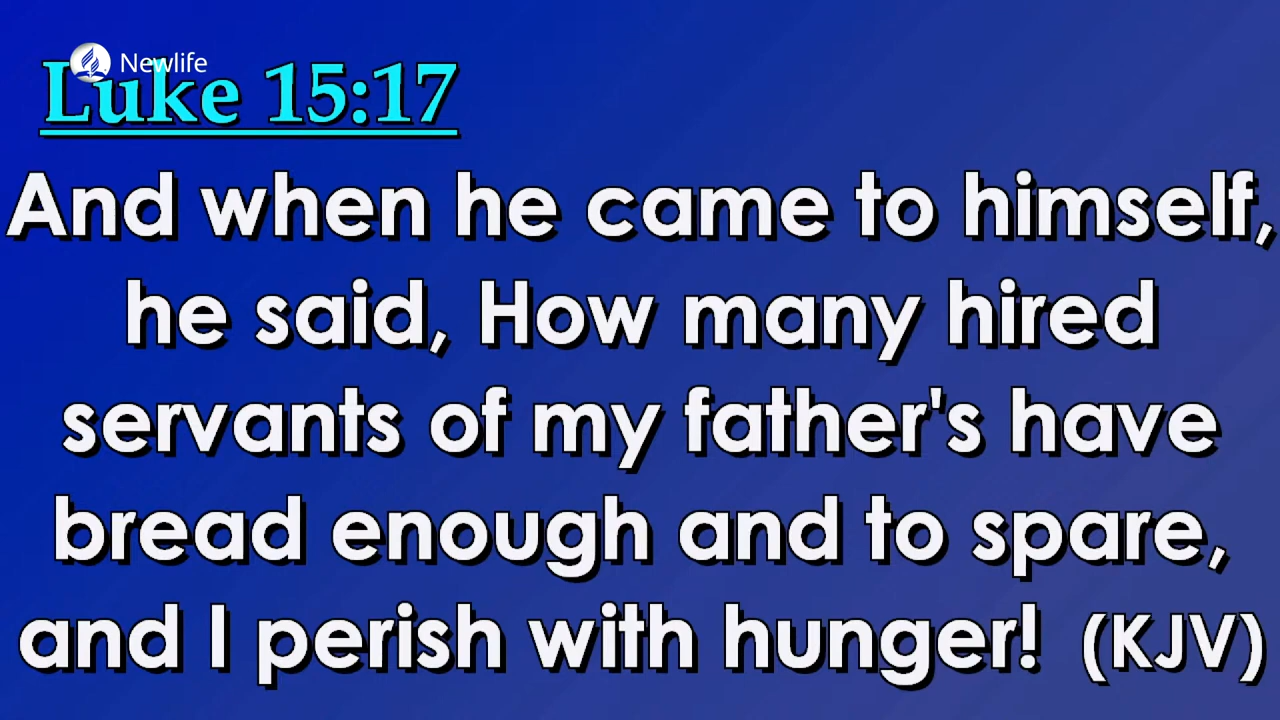 Newlife
Luke 15:17
And when he came to himself,
he said, How many hired
servants of my father's have
bread enough and to spare,
and I perish with hunger! (KJV)